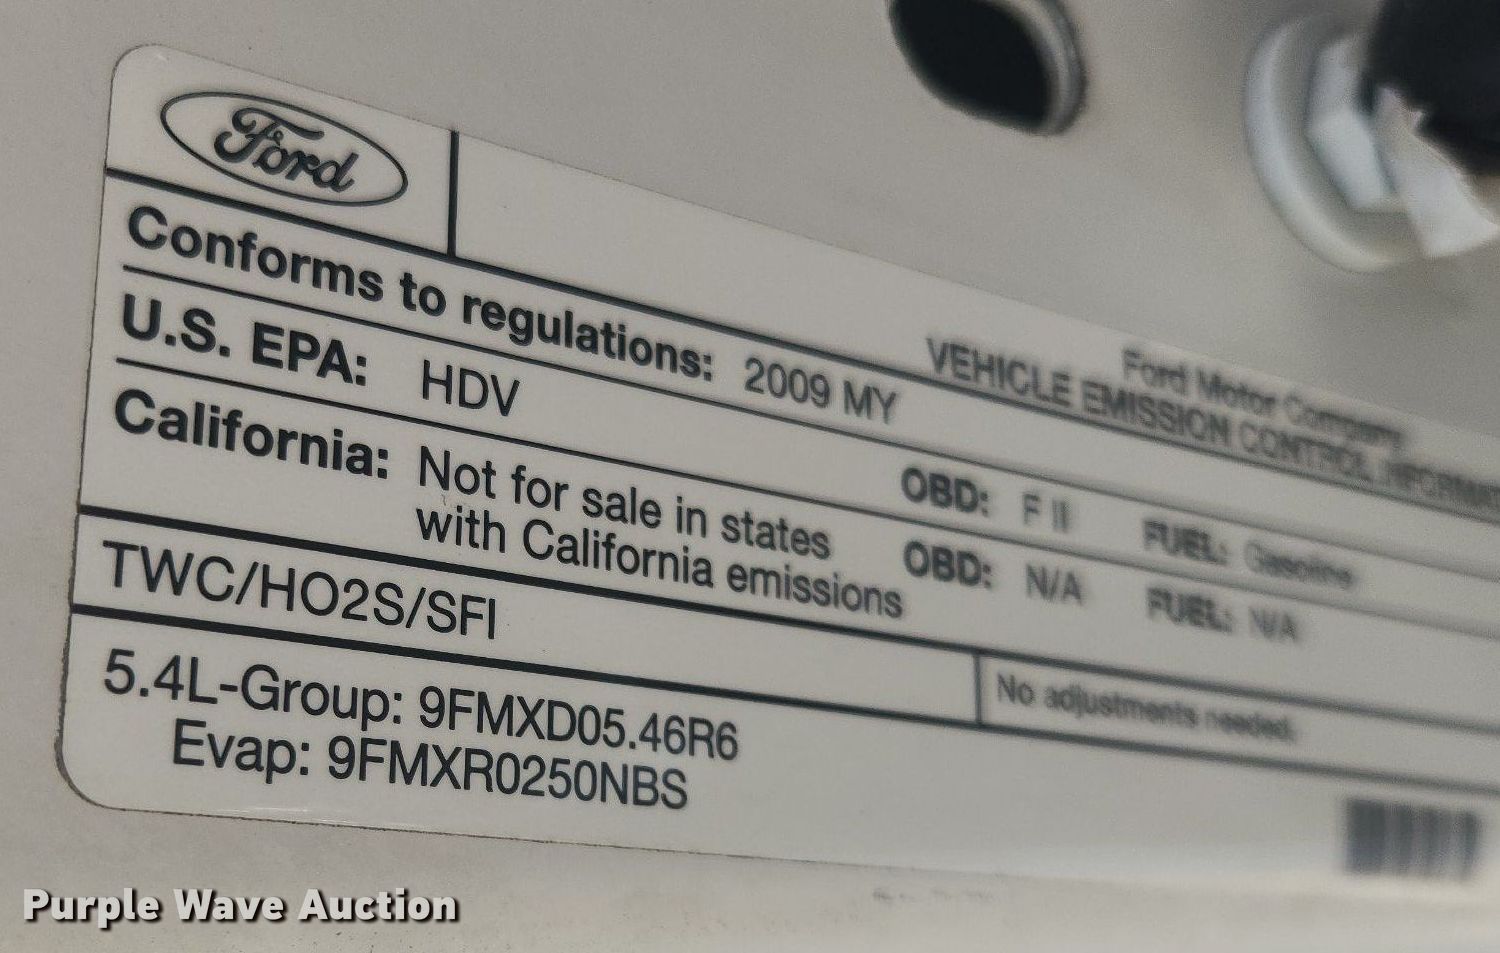 Ford
Ford Motor Company
VEHICLE EMISSION CONTROL INFORMAT
Conforms to regulations: 2009 MY
U.S. EPA: HDV OBD: F II FUEL: Gasoline
California: Not for sale in states
with California emissions OBD: N/A FUEL: N/A
TWC/HO2S/SFI
No adjustments needed.
5.4L-Group: 9FMXD05.46R6
Evap: 9FMXR0250NBS
Purple Wave Auction